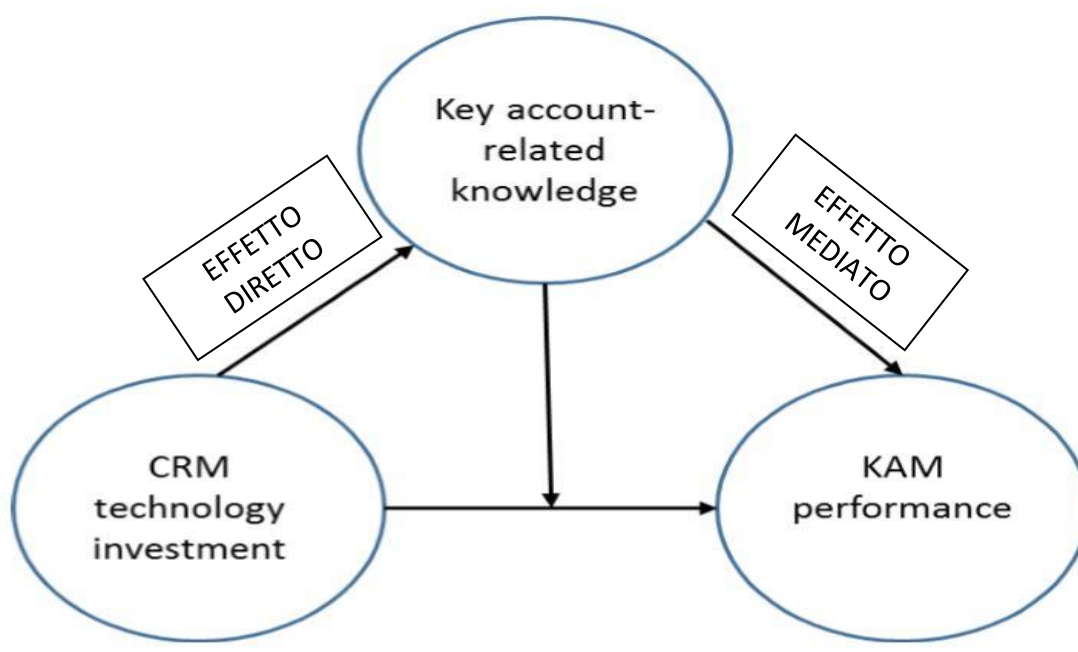 Key account-
related
knowledge
EFFETTO
DIRETTO
EFFETTO
MEDIATO
CRM
technology
investment
KAM
performance